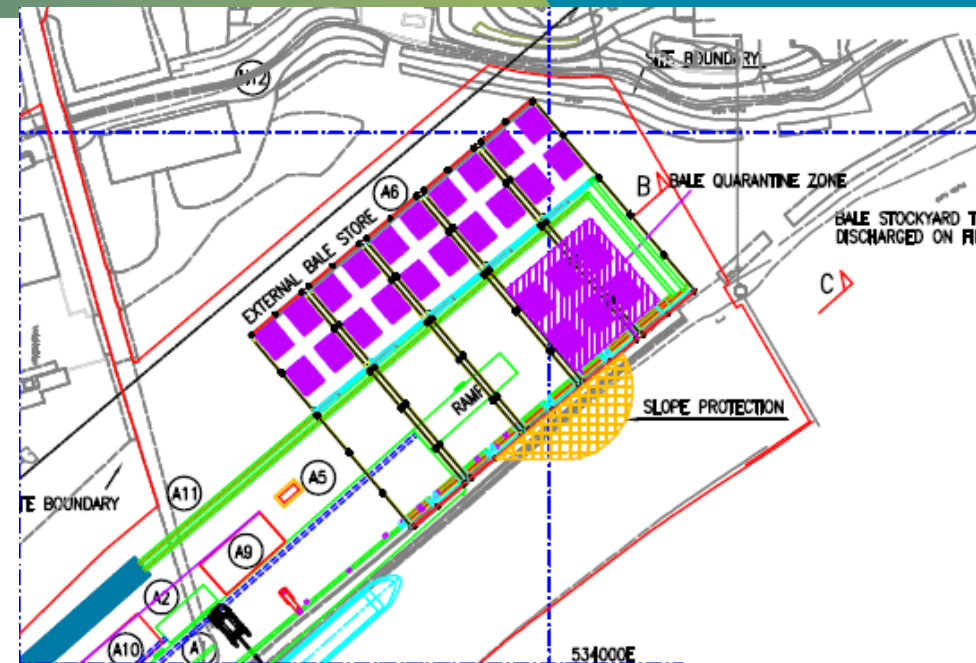 SITE BOUNDARY
A12
A6
B
BALE QUARANTINE ZONE
EXTERNAL BALE STORE
BALE STOCKYARD T
DISCHARGED ON
C
RAMP
SLOPE PROTECTION
TE BOUNDARY
A11
A5
A9
A2
A10
534000E